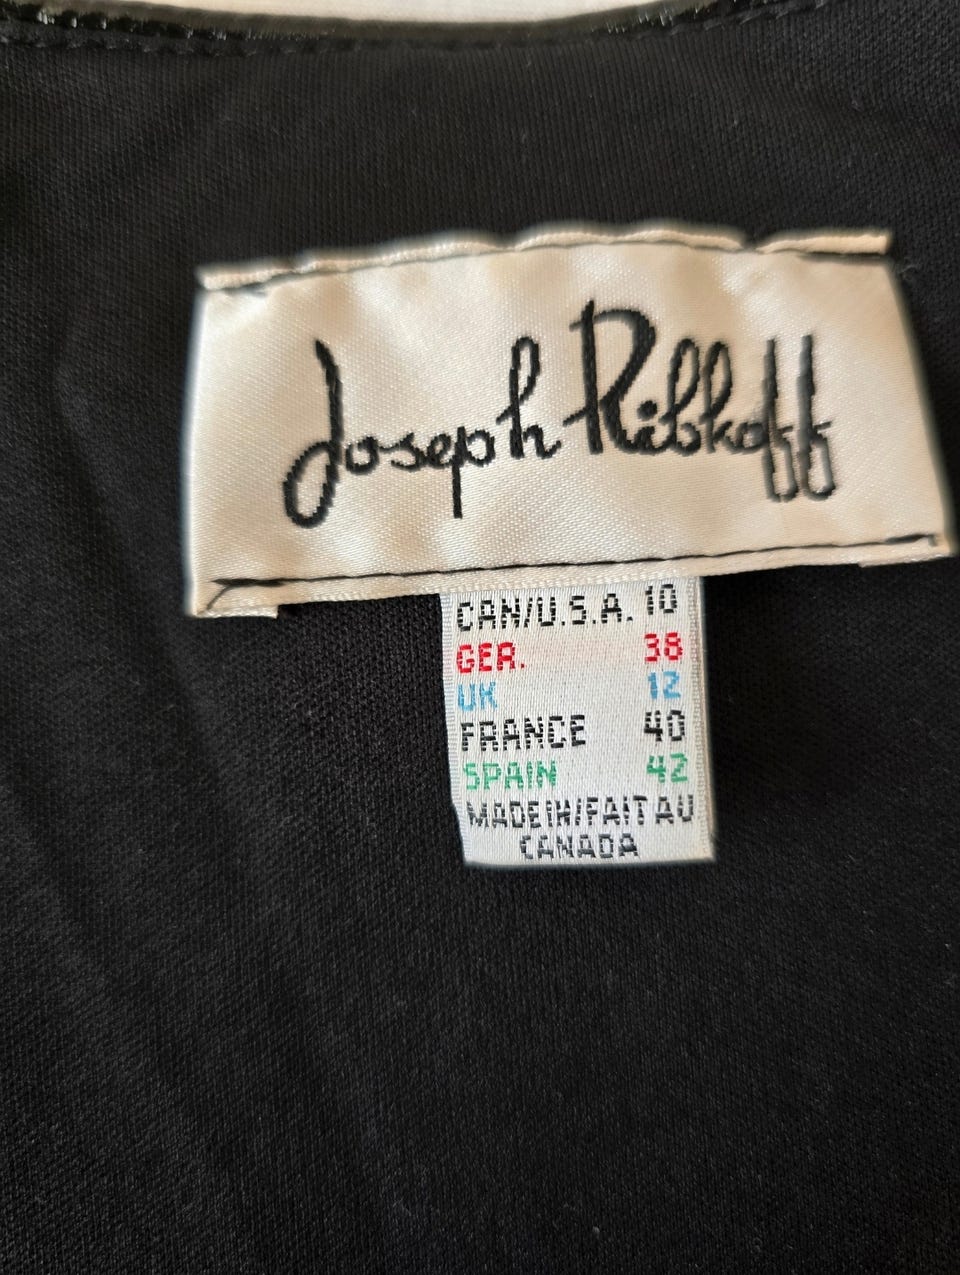 Joseph Ribkoff
CAN/U.S.A. 10
GER. 38
UK 12
FRANCE 40
SPAIN 42
MADE IN/FAIT AU
CANADA